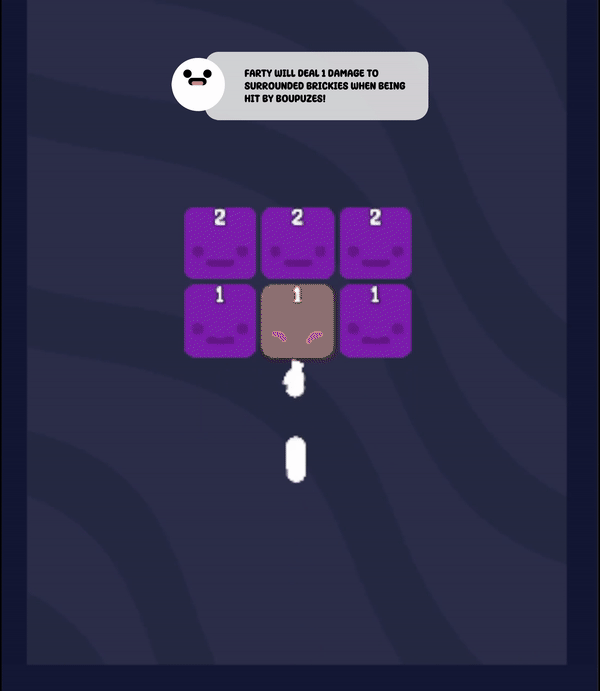 FARTY WILL DEAL 1 DAMAGE TO
SURROUNDED BRICKIES WHEN BEING
HIT BY BOUPUZES!
2 2 2
1 1 1